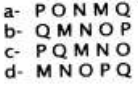 a- P O N M Q
b- Q M N O P
c- P Q M N O
d- M N O P Q